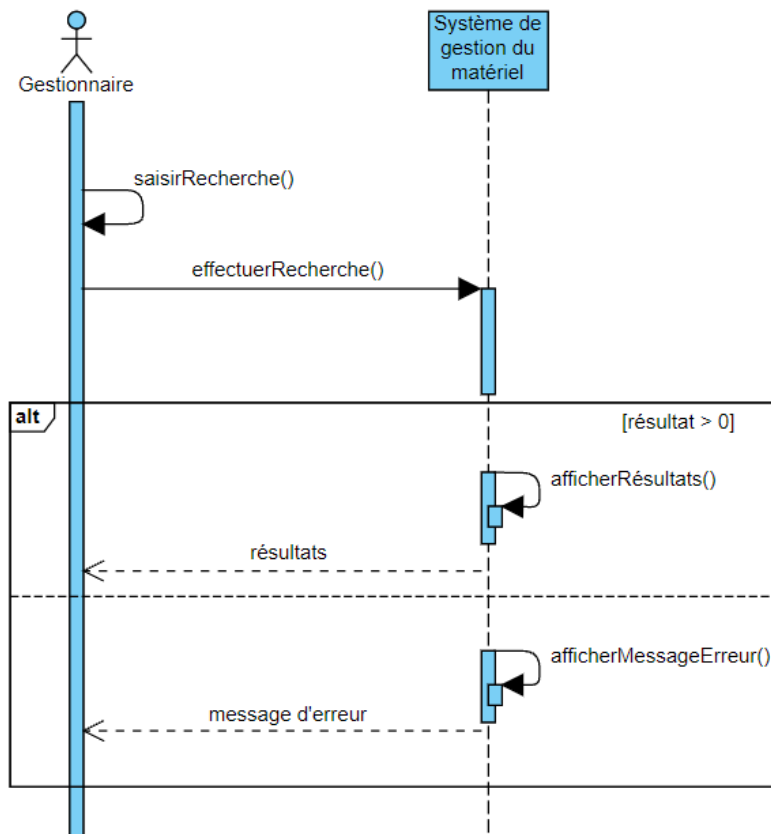 Système de
gestion du
matériel
Gestionnaire
saisirRecherche()
effectuerRecherche()
alt
[résultat > 0]
afficherRésultats()
résultats
afficherMessageErreur()
message d'erreur